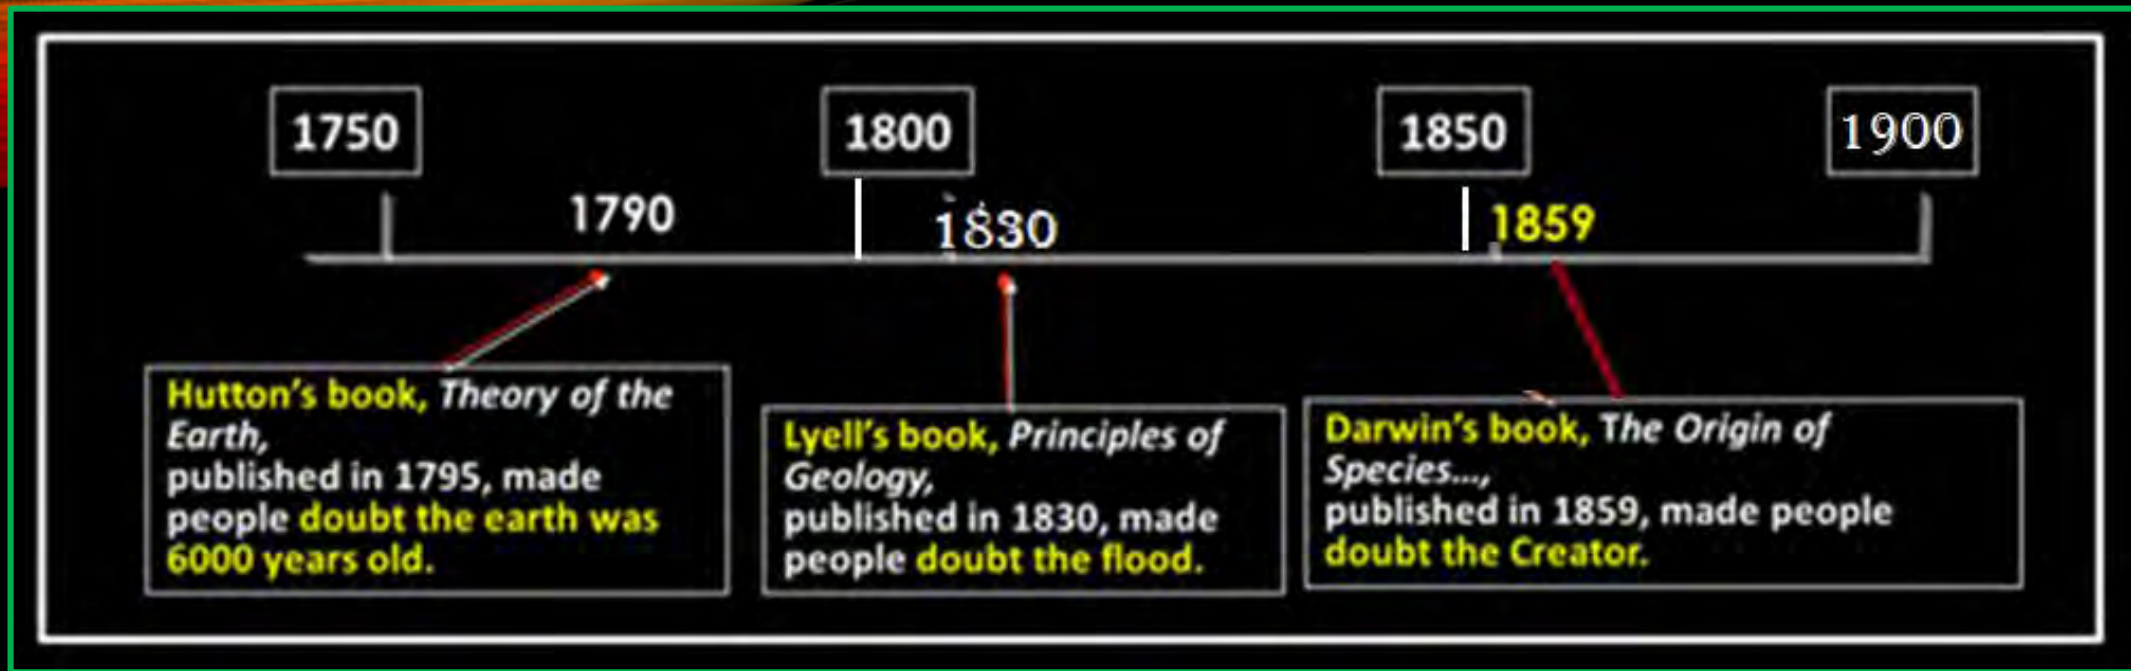 1750
1800
1850
1900
1790
1830
1859
Hutton's book, Theory of the
Earth,
published in 1795, made
people doubt the earth was
6000 years old.
Lyell's book, Principles of
Geology,
published in 1830, made
people doubt the flood.
Darwin's book, The Origin of
Species...,
published in 1859, made people
doubt the Creator.